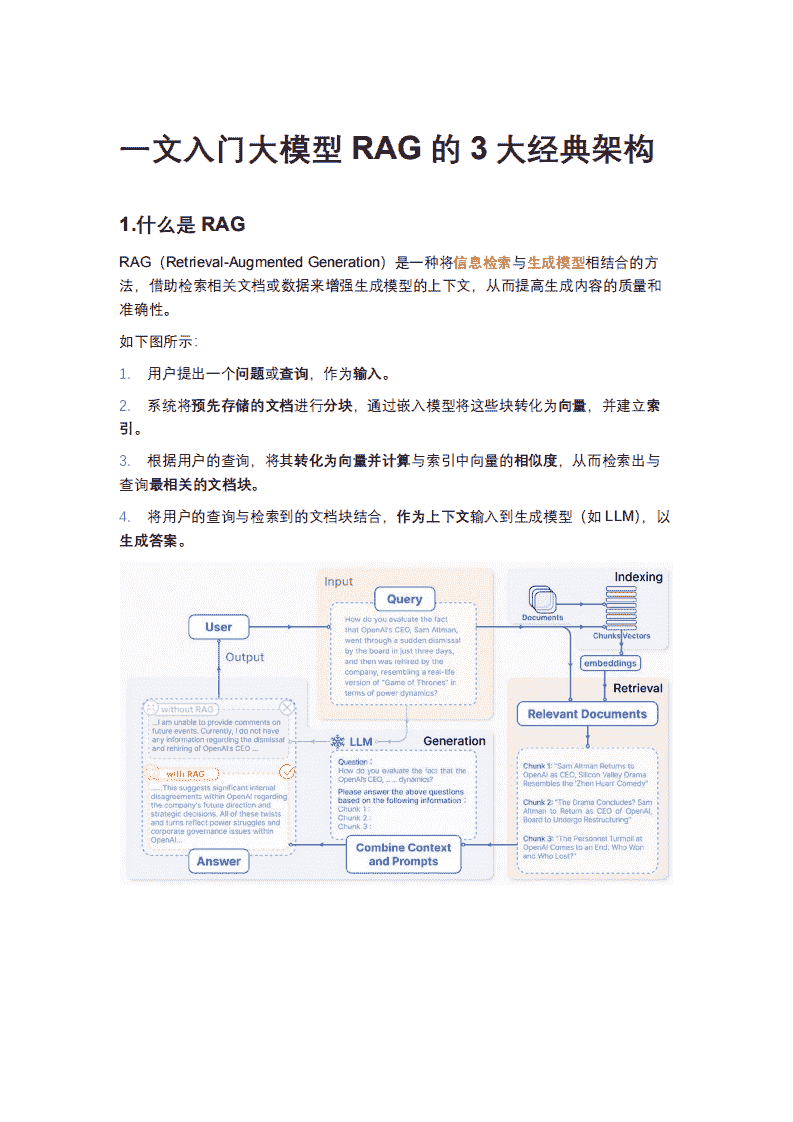 一文入门大模型 RAG 的 3 大经典架构
1.什么是 RAG
RAG（Retrieval-Augmented Generation）是一种将信息检索与生成模型相结合的方
法，借助检索相关文档或数据来增强生成模型的上下文，从而提高生成内容的质量和
准确性。
如下图所示：
1. 用户提出一个问题或查询，作为输入。
2. 系统将预先存储的文档进行分块，通过嵌入模型将这些块转化为向量，并建立索
引。
3. 根据用户的查询，将其转化为向量并计算与索引中向量的相似度，从而检索出与
查询最相关的文档块。
4. 将用户的查询与检索到的文档块结合，作为上下文输入到生成模型（如 LLM），以
生成答案。
Input
Query
How do you evaluate the fact
that OpenAI's CEO, Sam Altman,
went through a sudden dismissal
by the board in just three days,
and then was rehired by the
company, resembling a real-life
version of "Game of Thrones" in
terms of power dynamics?
Indexing
Documents
Chunks Vectors
embeddings
User
Output
Retrieval
Relevant Documents
Chunk 1: "Sam Altman Returns to
OpenAI as CEO, Silicon Valley Drama
Resembles the 'Zhen Huan' Comedy"
Chunk 2: "The Drama Concludes? Sam
Altman to Return as CEO of OpenAI,
Board to Undergo Restructuring"
Chunk 3: "The Personnel Turmoil at
OpenAI Comes to an End: Who Won
and Who Lost?"
without RAG
...I am unable to provide comments on
future events. Currently, I do not have
any information regarding the dismissal
and rehiring of OpenAI's CEO ...
with RAG
......This suggests significant internal
disagreements within OpenAI regarding
the company's future direction and
strategic decisions. All of these twists
and turns reflect power struggles and
corporate governance issues within
OpenAI...
Answer
LLM
Generation
Question :
How do you evaluate the fact that the
OpenAI's CEO, ... ... dynamics?
Please answer the above questions
based on the following information :
Chunk 1 :
Chunk 2 :
Chunk 3 :
Combine Context
and Prompts